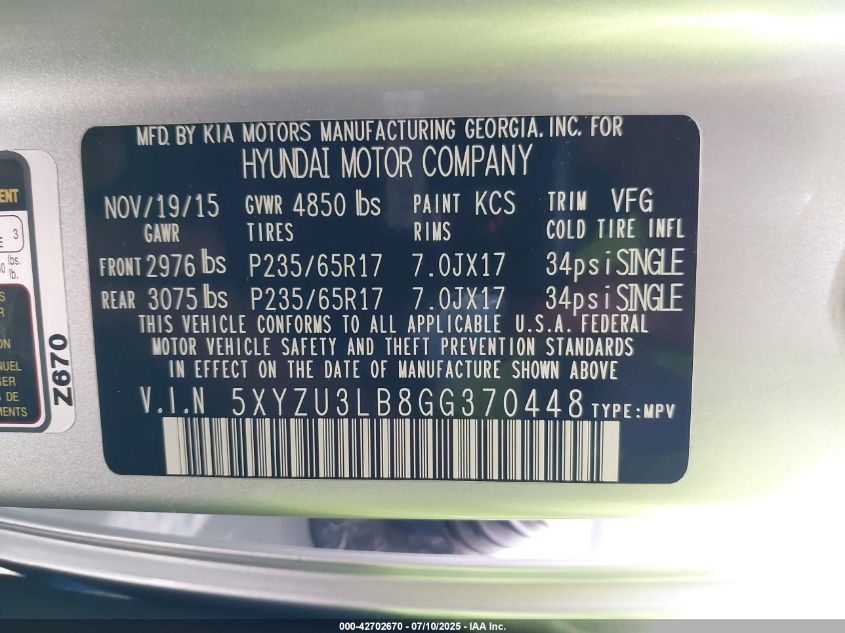 MFD. BY KIA MOTORS MANUFACTURING GEORGIA, INC. FOR
HYUNDAI MOTOR COMPANY
NOV/19/15 GVWR 4850 lbs PAINT KCS TRIM VFG
GAWR TIRES RIMS COLD TIRE INFL
FRONT 2976 lbs P235/65R17 7.0JX17 34psi SINGLE
REAR 3075 lbs P235/65R17 7.0JX17 34psi SINGLE
THIS VEHICLE CONFORMS TO ALL APPLICABLE U.S.A. FEDERAL
MOTOR VEHICLE SAFETY AND THEFT PREVENTION STANDARDS
IN EFFECT ON THE DATE OF MANUFACTURE SHOWN ABOVE
V.I.N 5XYZU3LB8GG370448 TYPE:MPV
Z670
3
lbs.
lb.
DE
000-42702670 - 07/10/2025 - IAA Inc.